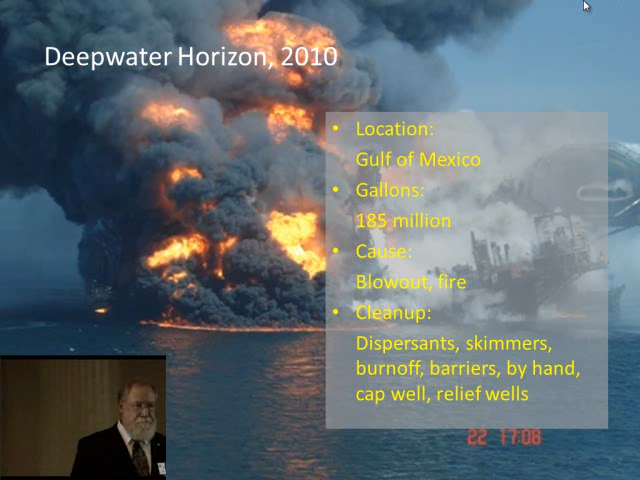 Deepwater Horizon, 2010
• Location:
Gulf of Mexico
• Gallons:
185 million
• Cause:
Blowout, fire
• Cleanup:
Dispersants, skimmers,
burnoff, barriers, by hand,
cap well, relief wells
22 17:08